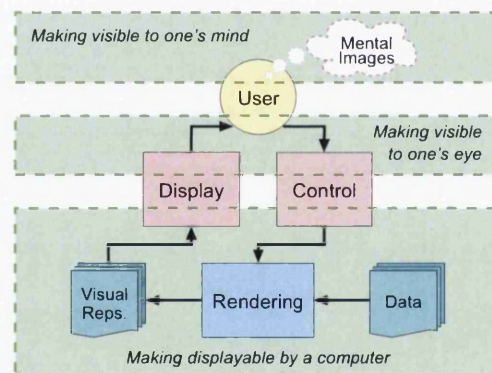 Making visible to one's mind
Mental
Images
User
Making visible
to one's eye
Display
Control
Visual
Reps.
Rendering
Data
Making displayable by a computer